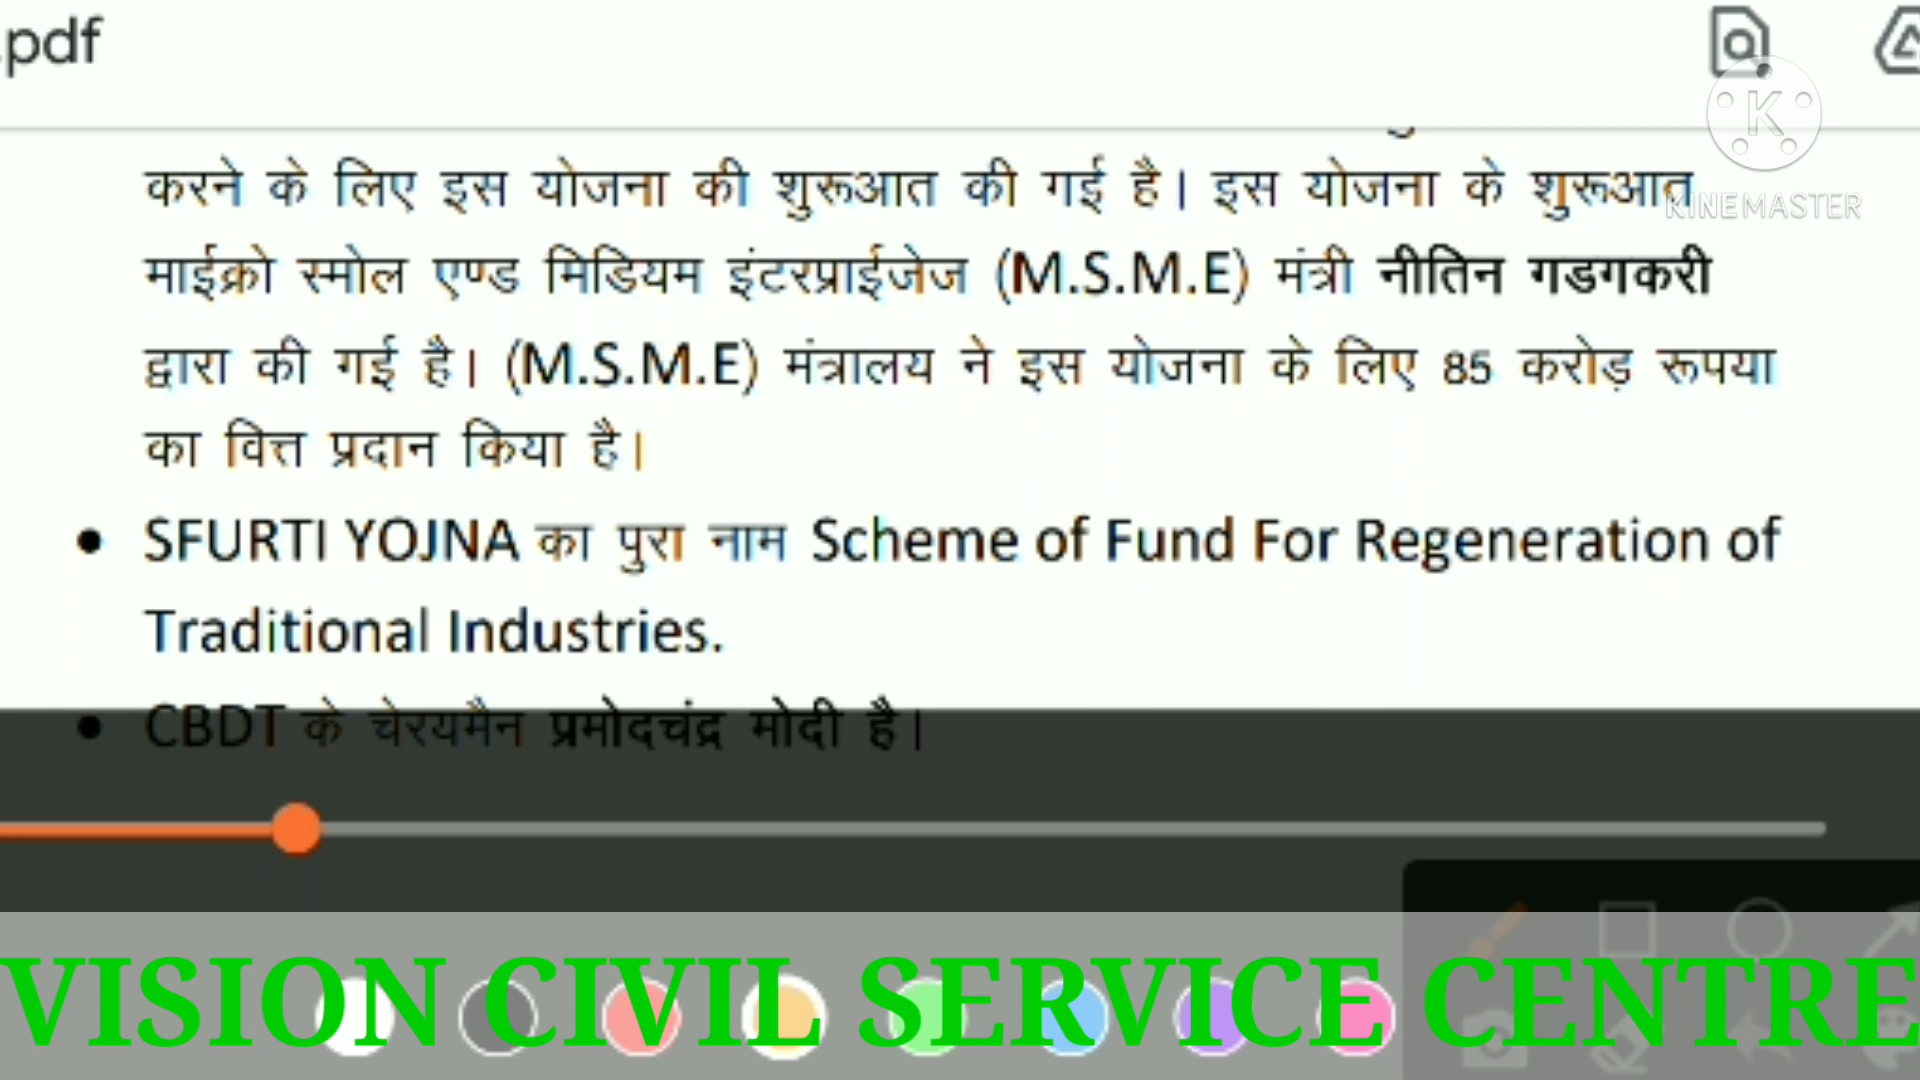 .pdf
करने के लिए इस योजना की शुरूआत की गई है। इस योजना के शुरूआत
KINEMASTER
माईक्रो स्मोल एण्ड मिडियम इंटरप्राईजेज (M.S.M.E) मंत्री नीतिन गडगकरी
द्वारा की गई है। (M.S.M.E) मंत्रालय ने इस योजना के लिए 85 करोड़ रूपया
का वित्त प्रदान किया है।
• SFURTI YOJNA का पुरा नाम Scheme of Fund For Regeneration of
Traditional Industries.
• CBDT के चेरयमैन प्रमोदचंद्र मोदी है।
VISION CIVIL SERVICE CENTRE